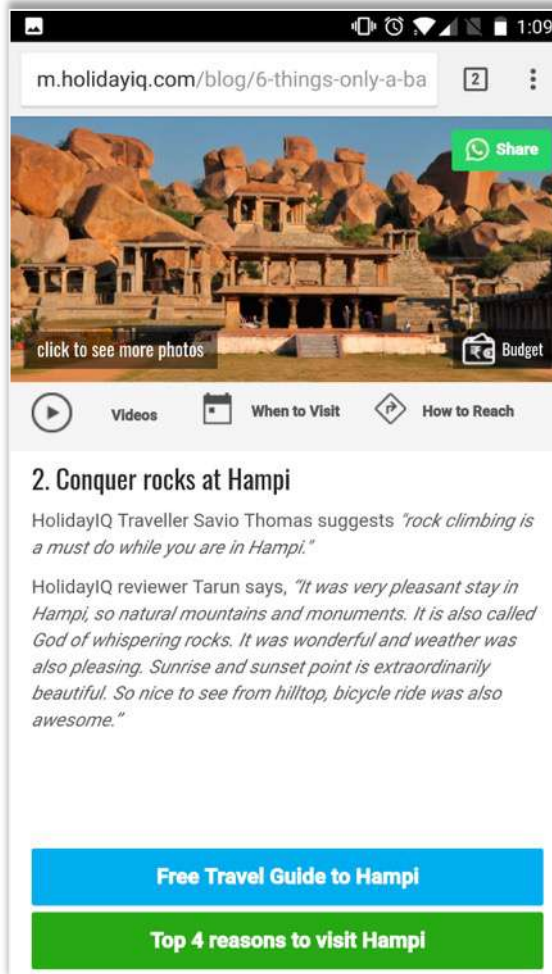 1:09
m.holidayiq.com/blog/6-things-only-a-ba
2
Share
click to see more photos
Budget
Videos
When to Visit
How to Reach
2. Conquer rocks at Hampi
HolidayIQ Traveller Savio Thomas suggests "rock climbing is
a must do while you are in Hampi."
HolidayIQ reviewer Tarun says, "It was very pleasant stay in
Hampi, so natural mountains and monuments. It is also called
God of whispering rocks. It was wonderful and weather was
also pleasing. Sunrise and sunset point is extraordinarily
beautiful. So nice to see from hilltop, bicycle ride was also
awesome."
Free Travel Guide to Hampi
Top 4 reasons to visit Hampi